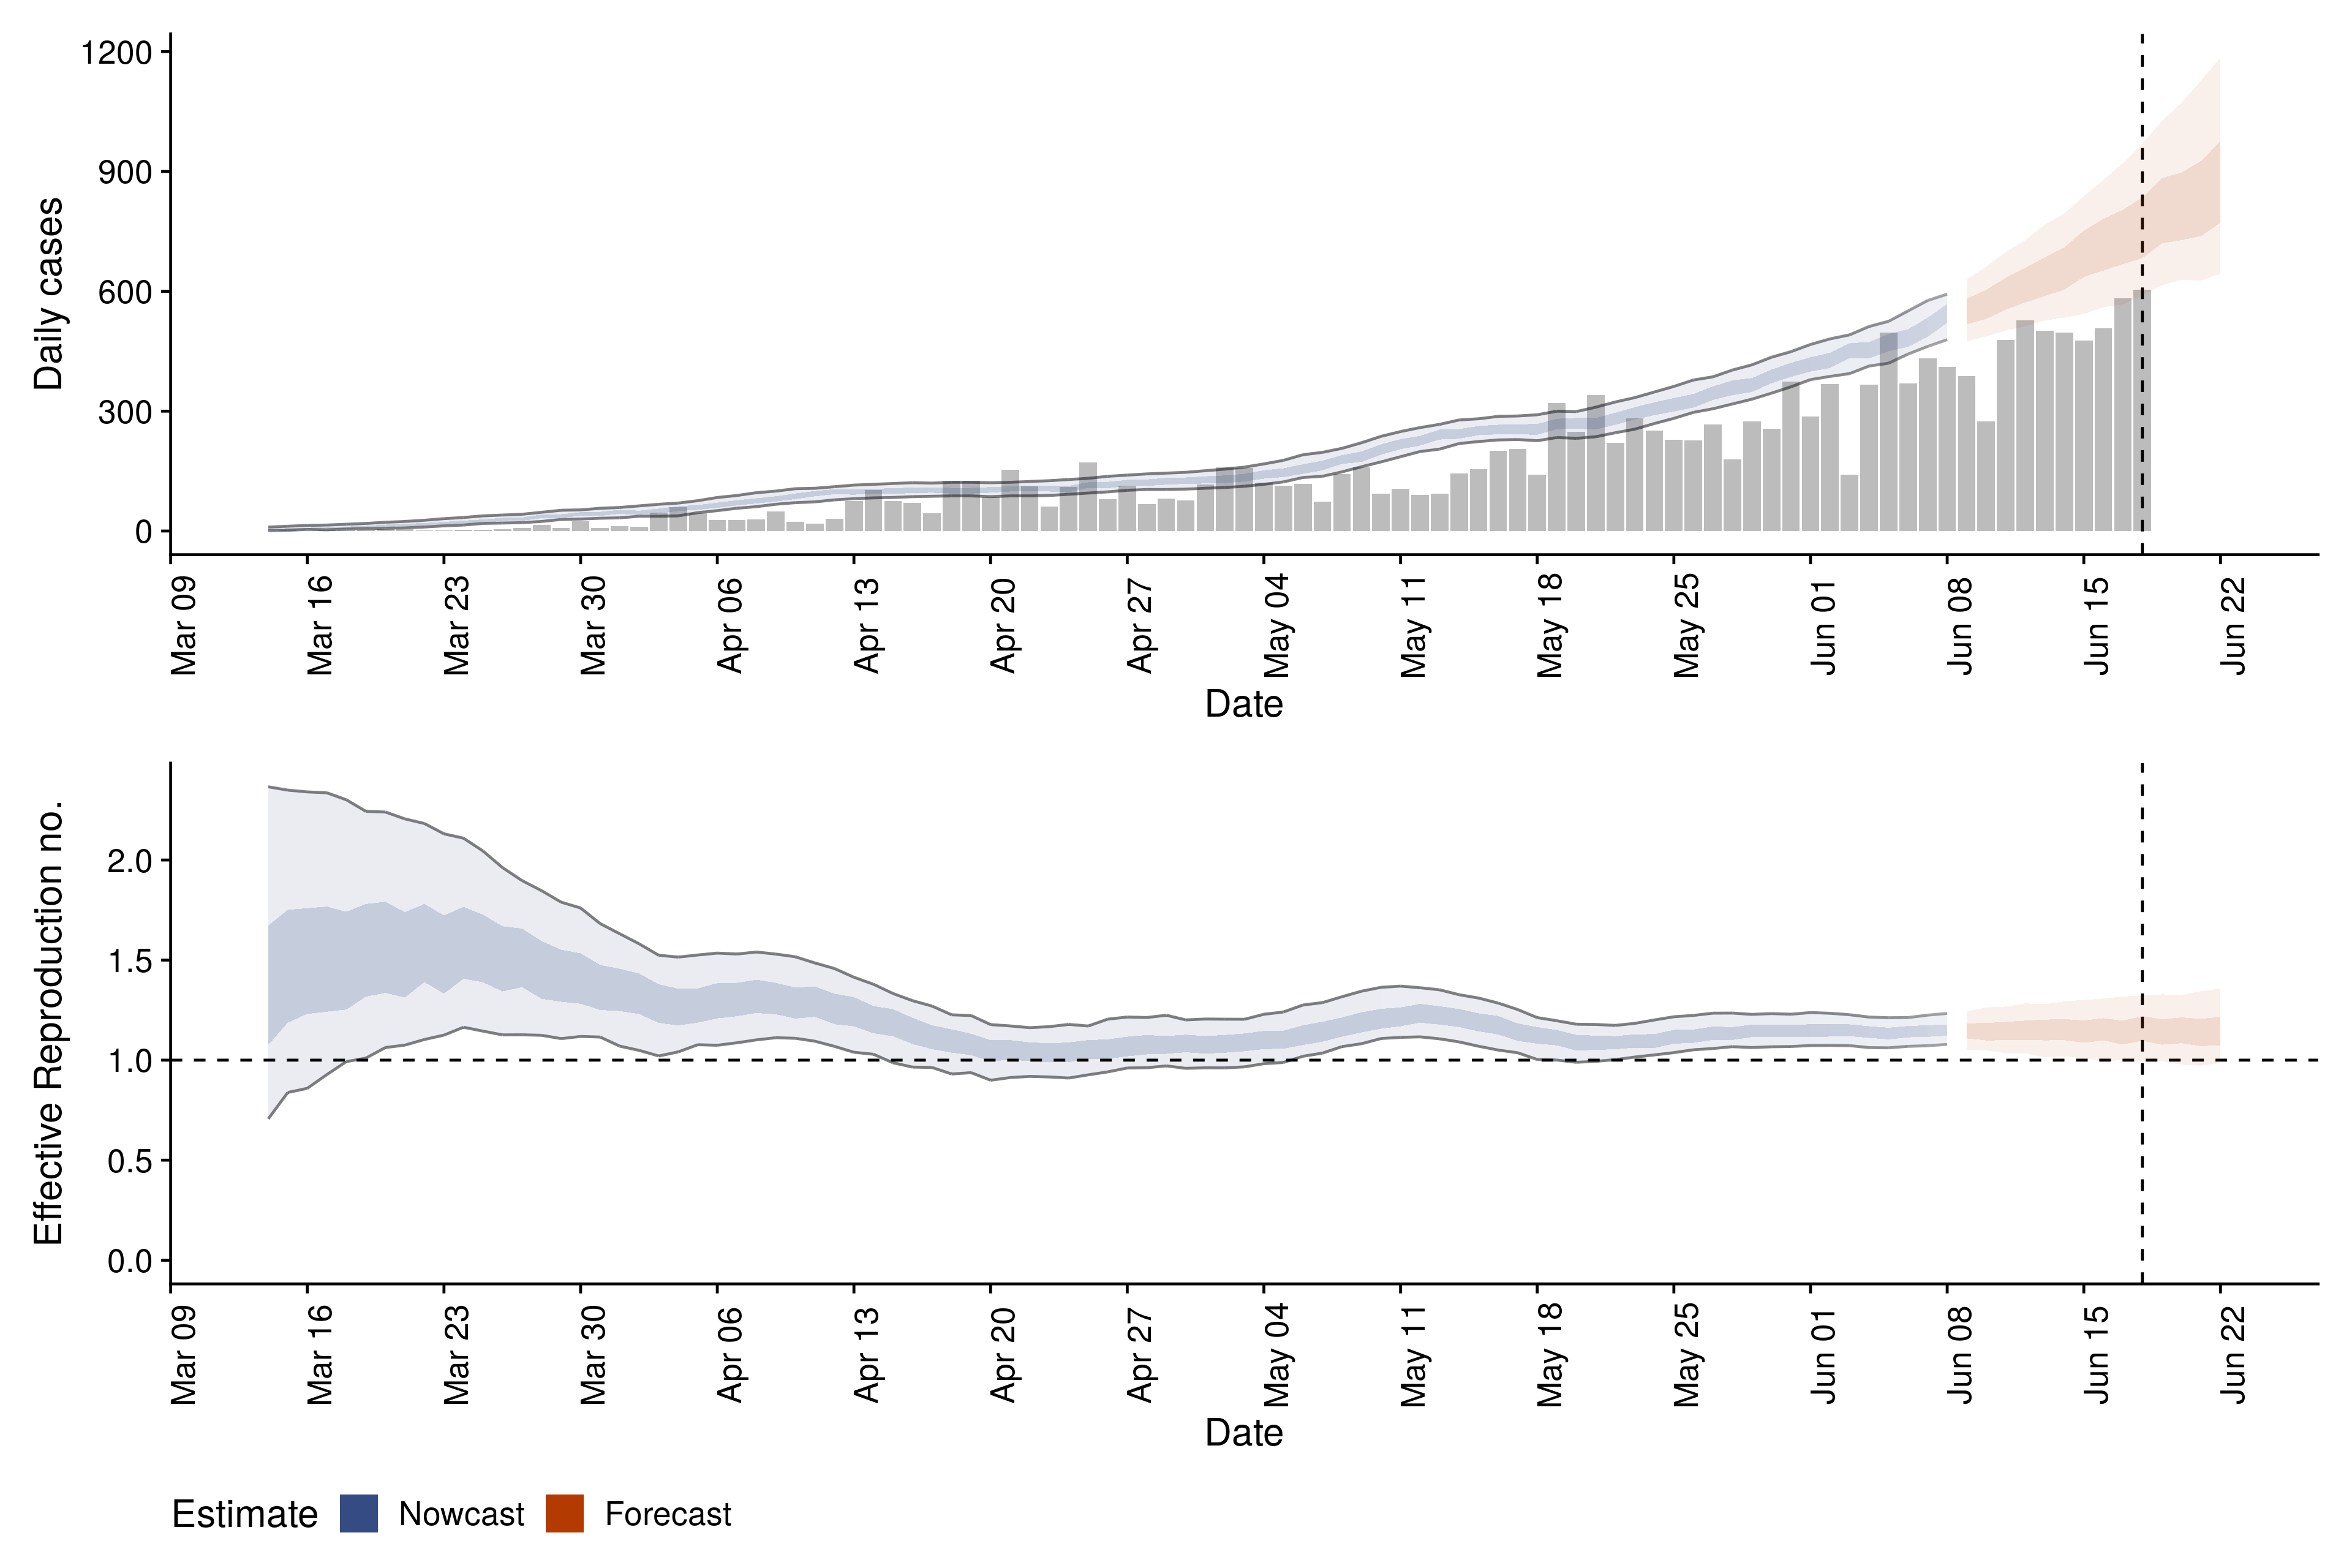 Daily cases
1200
900
600
300
0
Mar 09
Mar 16
Mar 23
Mar 30
Apr 06
Apr 13
Apr 20
Apr 27
May 04
May 11
May 18
May 25
Jun 01
Jun 08
Jun 15
Jun 22
Date
Effective Reproduction no.
2.0
1.5
1.0
0.5
0.0
Mar 09
Mar 16
Mar 23
Mar 30
Apr 06
Apr 13
Apr 20
Apr 27
May 04
May 11
May 18
May 25
Jun 01
Jun 08
Jun 15
Jun 22
Date
Estimate Nowcast Forecast